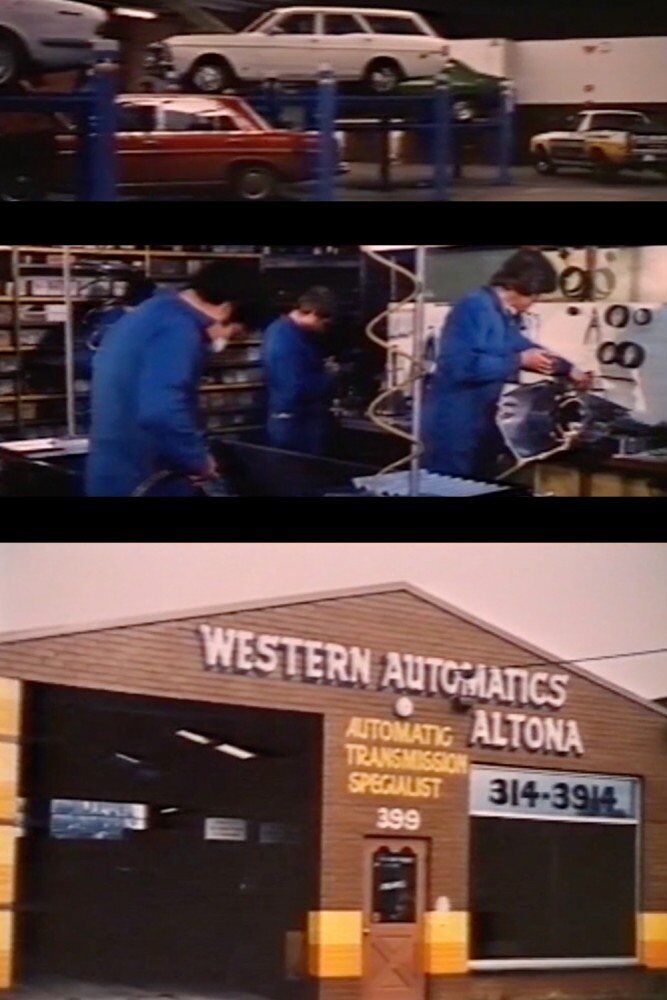 WESTERN AUTOMATICS
ALTONA
AUTOMATIC
TRANSMISSION
SPECIALIST
314-3914
399